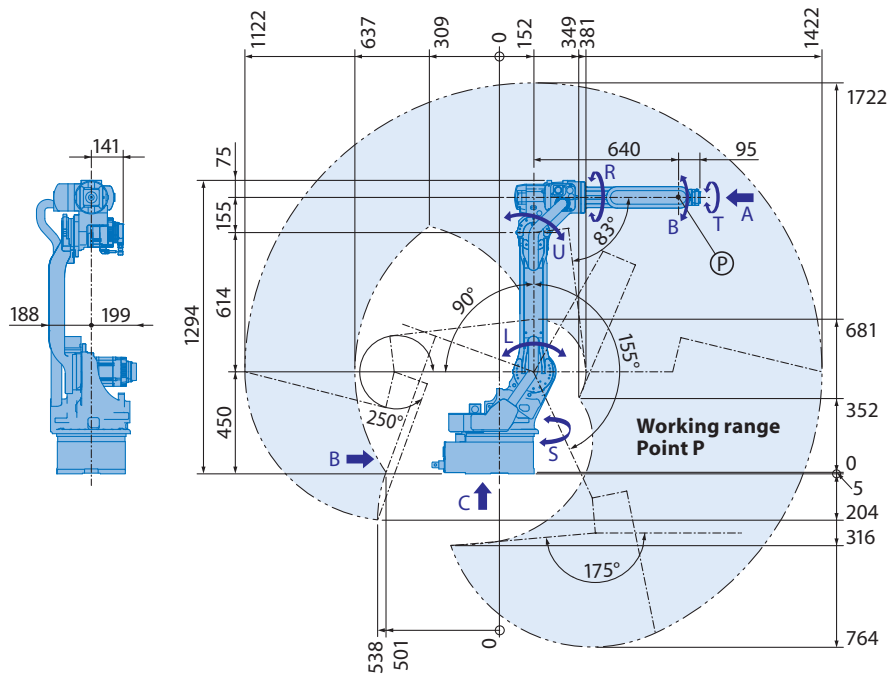 1122
637
309
0
152
349
381
1422
141
75
155
614
450
1294
188
199
640
95
R
B
T
A
U
83°
P
1722
90°
L
155°
681
250°
352
Working range
Point P
S
B
C
0
5
204
316
175°
764
538
501
0